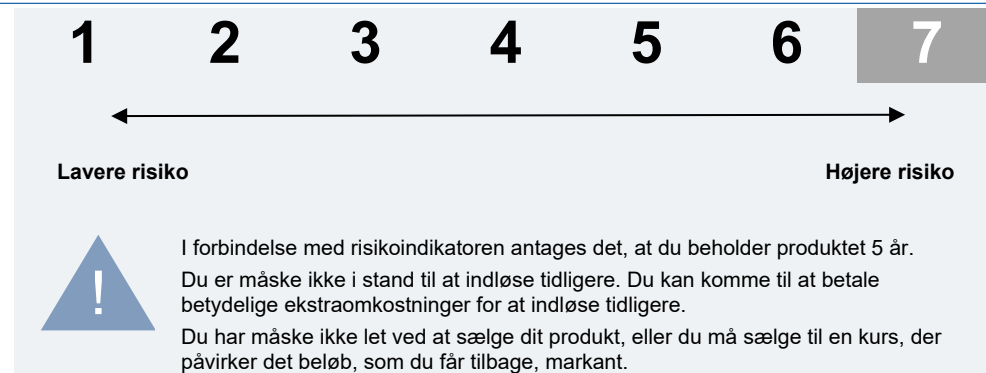 1 2 3 4 5 6 7
Lavere risiko Højere risiko
!
I forbindelse med risikoindikatoren antages det, at du beholder produktet 5 år.
Du er måske ikke i stand til at indløse tidligere. Du kan komme til at betale
betydelige ekstraomkostninger for at indløse tidligere.
Du har måske ikke let ved at sælge dit produkt, eller du må sælge til en kurs, der
påvirker det beløb, som du får tilbage, markant.